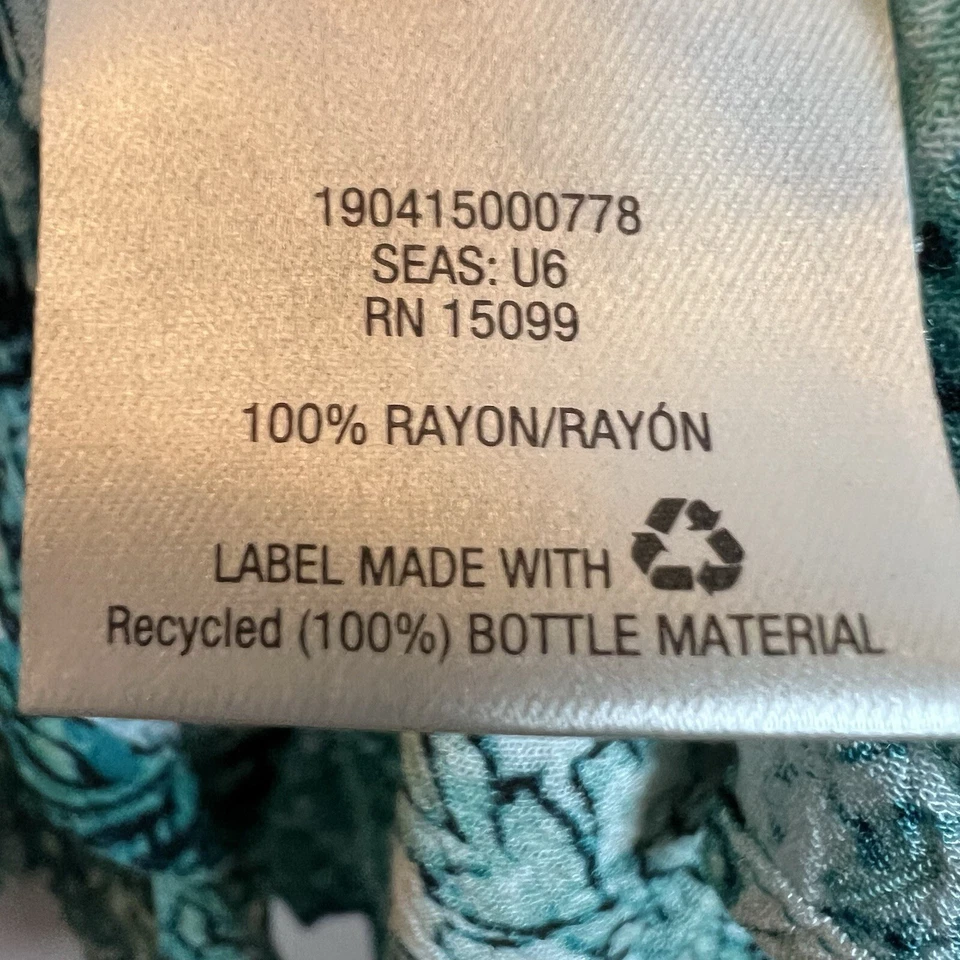 190415000778
SEAS: U6
RN 15099
100% RAYON/RAYÓN
LABEL MADE WITH
Recycled (100%) BOTTLE MATERIAL